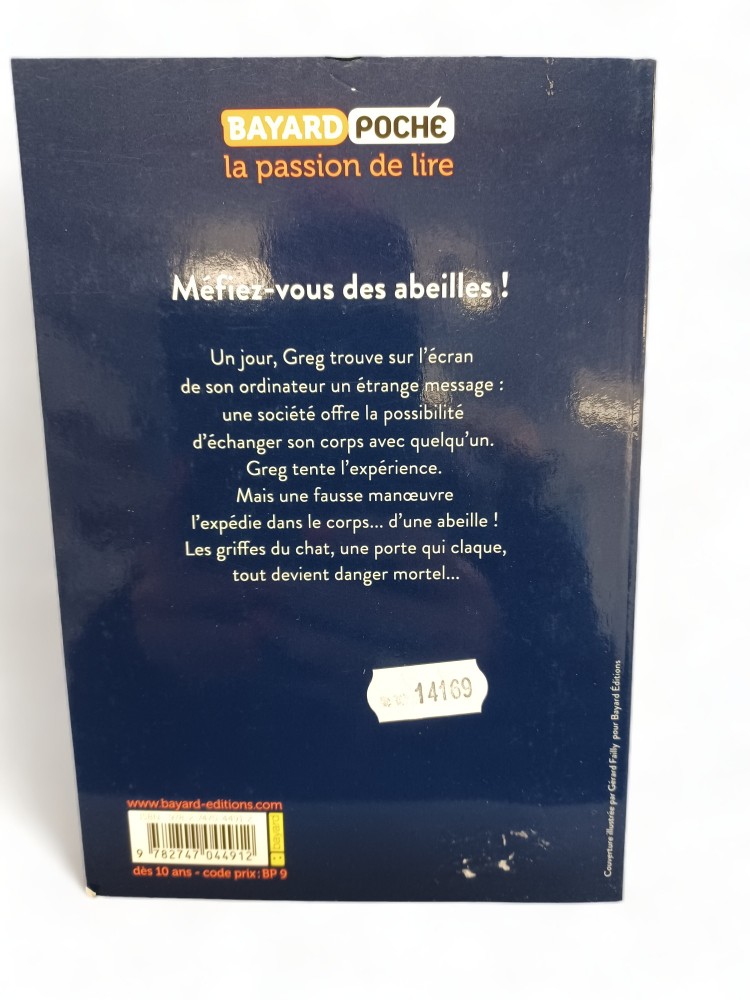 BAYARD POCHE
la passion de lire
Méfiez-vous des abeilles !
Un jour, Greg trouve sur l'écran
de son ordinateur un étrange message :
une société offre la possibilité
d'échanger son corps avec quelqu'un.
Greg tente l'expérience.
Mais une fausse manœuvre
l'expédie dans le corps... d'une abeille !
Les griffes du chat, une porte qui claque,
tout devient danger mortel...
14169
Couverture illustrée par Gérard Failly pour Bayard Éditions
www.bayard-editions.com
bayard
9 782747 044912
dès 10 ans - code prix : BP 9